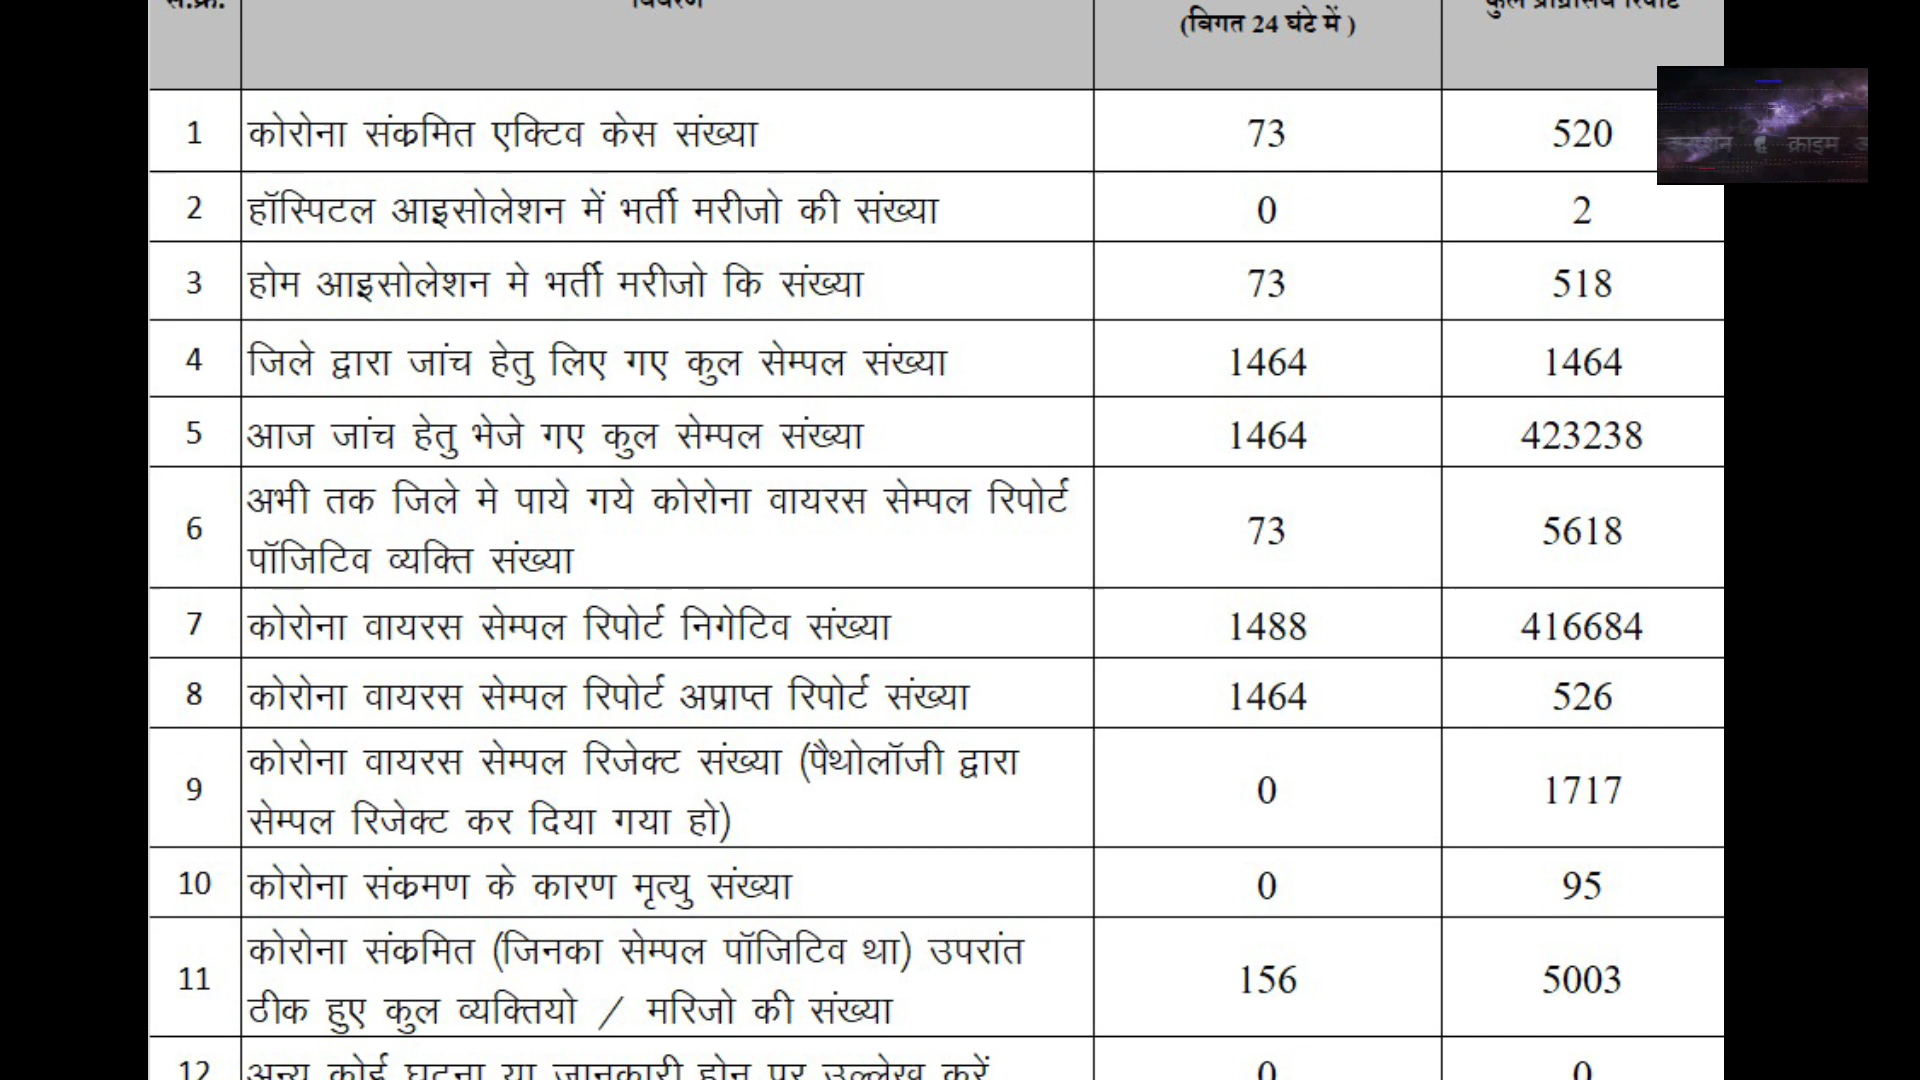 स.क्र.
विवरण
(बिगत 24 घंटे में )
कुल प्रोग्रेसिव रिपोर्ट
1 कोरोना संक्रमित एक्टिव केस संख्या 73 520
2 हॉस्पिटल आइसोलेशन में भर्ती मरीजो की संख्या 0 2
3 होम आइसोलेशन मे भर्ती मरीजो कि संख्या 73 518
4 जिले द्वारा जांच हेतु लिए गए कुल सेम्पल संख्या 1464 1464
5 आज जांच हेतु भेजे गए कुल सेम्पल संख्या 1464 423238
6 अभी तक जिले मे पाये गये कोरोना वायरस सेम्पल रिपोर्ट
पॉजिटिव व्यक्ति संख्या 73 5618
7 कोरोना वायरस सेम्पल रिपोर्ट निगेटिव संख्या 1488 416684
8 कोरोना वायरस सेम्पल रिपोर्ट अप्राप्त रिपोर्ट संख्या 1464 526
9 कोरोना वायरस सेम्पल रिजेक्ट संख्या (पैथोलॉजी द्वारा
सेम्पल रिजेक्ट कर दिया गया हो) 0 1717
10 कोरोना संक्रमण के कारण मृत्यु संख्या 0 95
11 कोरोना संक्रमित (जिनका सेम्पल पॉजिटिव था) उपरांत
ठीक हुए कुल व्यक्तियो / मरिजो की संख्या 156 5003
12 अन्य कोई घटना या जानकारी होन पर उल्लेख करें 0 0
क्राइम